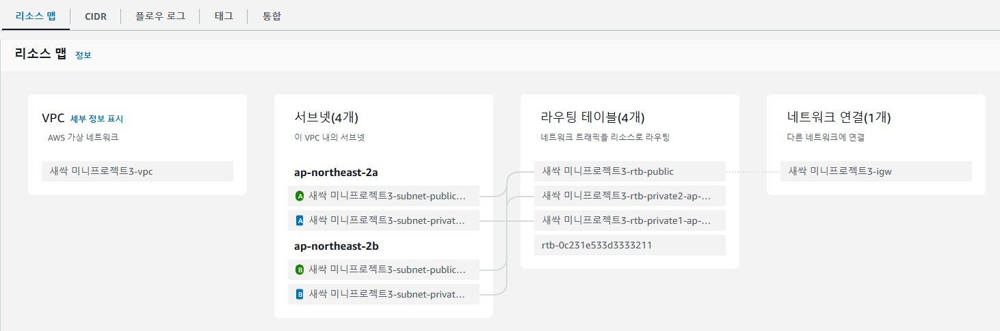 리소스 맵
CIDR
플로우 로그
태그
통합
리소스 맵 정보
VPC 세부 정보 표시
AWS 가상 네트워크
새싹 미니프로젝트3-vpc
서브넷(4개)
이 VPC 내의 서브넷
ap-northeast-2a
A 새싹 미니프로젝트3-subnet-public...
A 새싹 미니프로젝트3-subnet-privat...
ap-northeast-2b
B 새싹 미니프로젝트3-subnet-public...
B 새싹 미니프로젝트3-subnet-privat...
라우팅 테이블(4개)
네트워크 트래픽을 리소스로 라우팅
새싹 미니프로젝트3-rtb-public
새싹 미니프로젝트3-rtb-private2-ap-...
새싹 미니프로젝트3-rtb-private1-ap-...
rtb-0c231e533d3333211
네트워크 연결(1개)
다른 네트워크에 연결
새싹 미니프로젝트3-igw